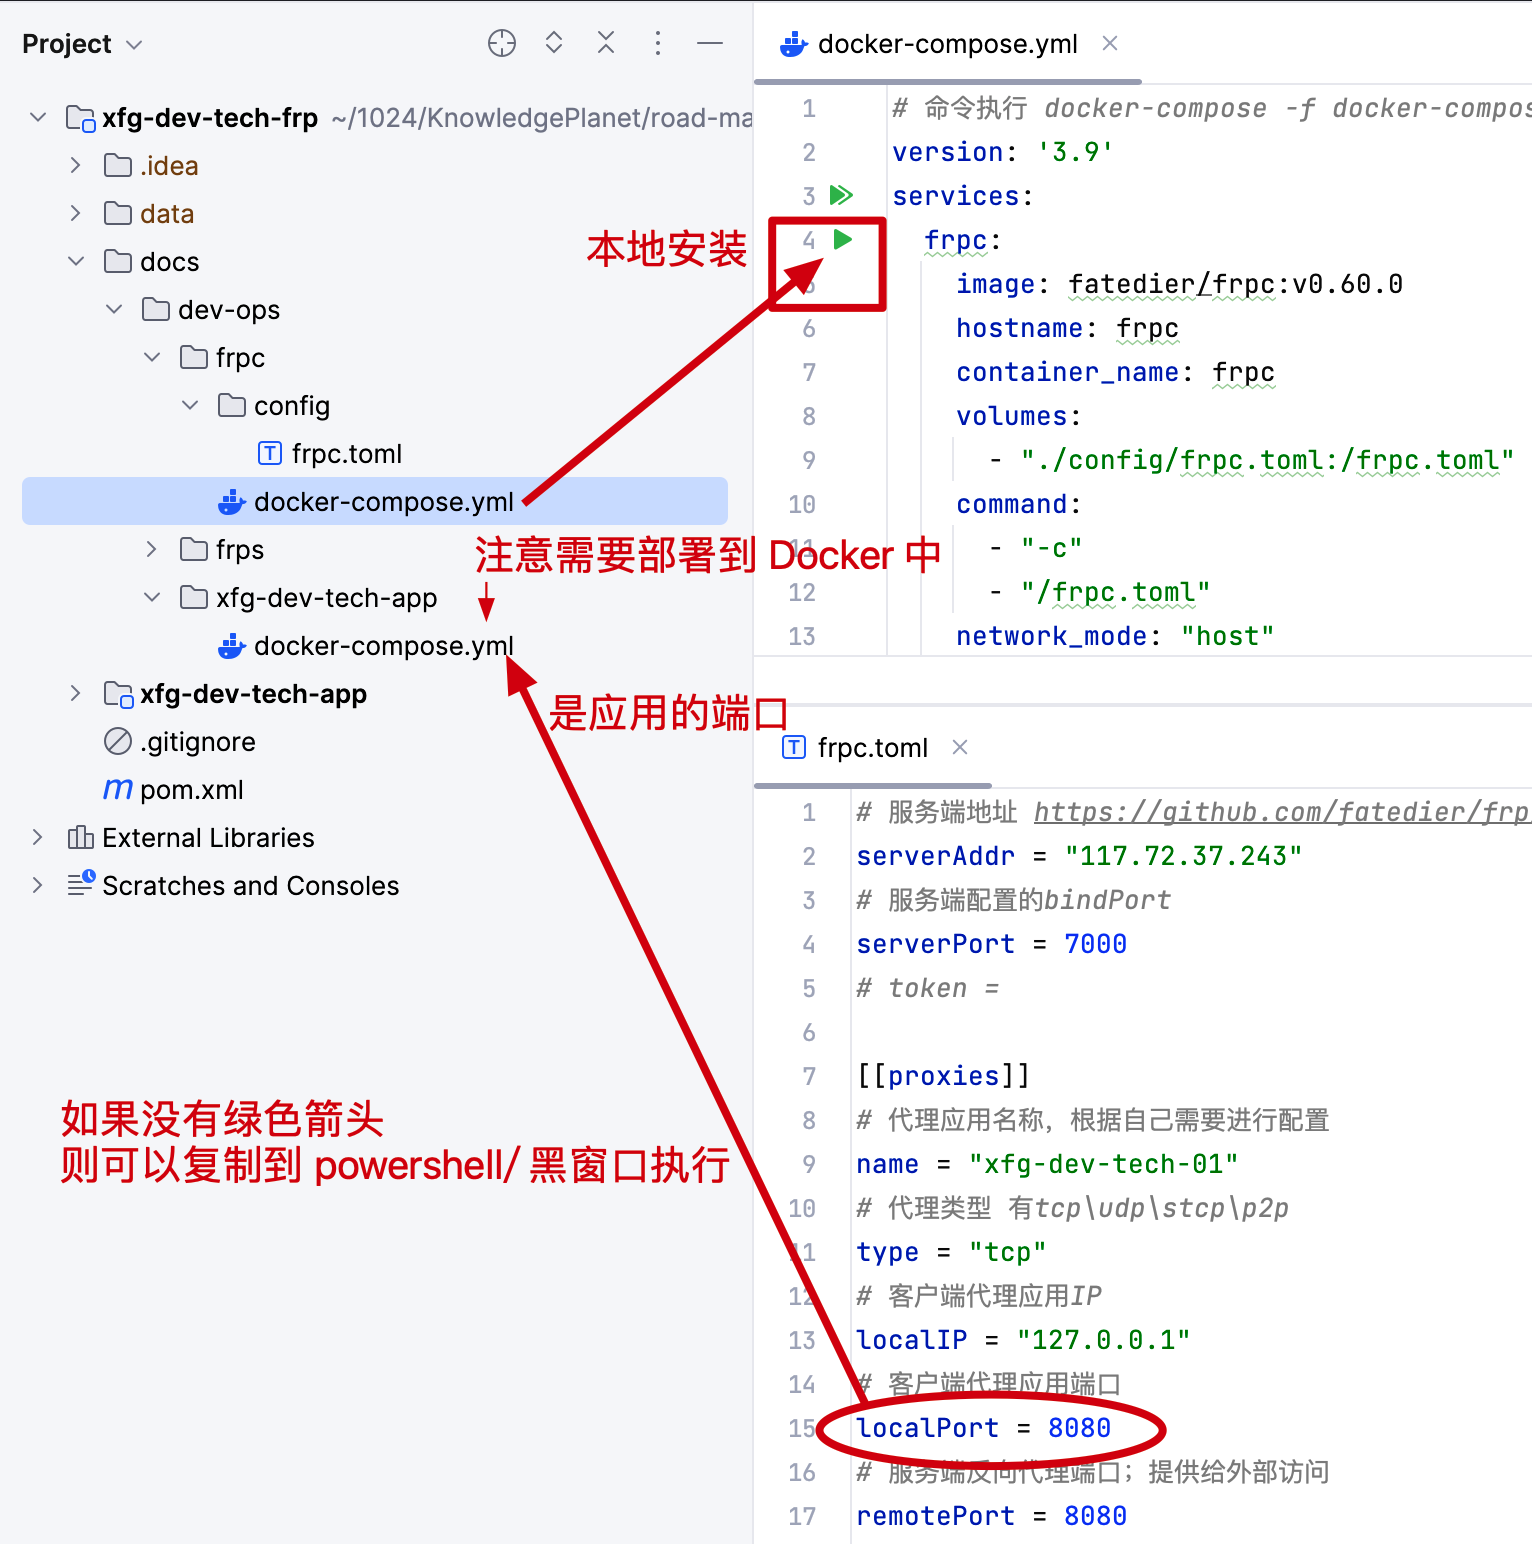 Project
xfg-dev-tech-frp ~/1024/KnowledgePlanet/road-ma
.idea
data
docs
dev-ops
frpc
config
frpc.toml
docker-compose.yml
frps
xfg-dev-tech-app
docker-compose.yml
xfg-dev-tech-app
.gitignore
pom.xml
External Libraries
Scratches and Consoles
本地安装
注意需要部署到 Docker 中
是应用的端口
如果没有绿色箭头
则可以复制到 powershell/ 黑窗口执行
docker-compose.yml
1 # 命令执行 docker-compose -f docker-compos
2 version: '3.9'
3 services:
4 frpc:
5 image: fatedier/frpc:v0.60.0
6 hostname: frpc
7 container_name: frpc
8 volumes:
9 - "./config/frpc.toml:/frpc.toml"
10 command:
11 - "-c"
12 - "/frpc.toml"
13 network_mode: "host"
frpc.toml
1 # 服务端地址 https://github.com/fatedier/frp
2 serverAddr = "117.72.37.243"
3 # 服务端配置的bindPort
4 serverPort = 7000
5 # token =
6
7 [[proxies]]
8 # 代理应用名称，根据自己需要进行配置
9 name = "xfg-dev-tech-01"
10 # 代理类型 有tcp\udp\stcp\p2p
11 type = "tcp"
12 # 客户端代理应用IP
13 localIP = "127.0.0.1"
14 # 客户端代理应用端口
15 localPort = 8080
16 # 服务端反向代理端口；提供给外部访问
17 remotePort = 8080